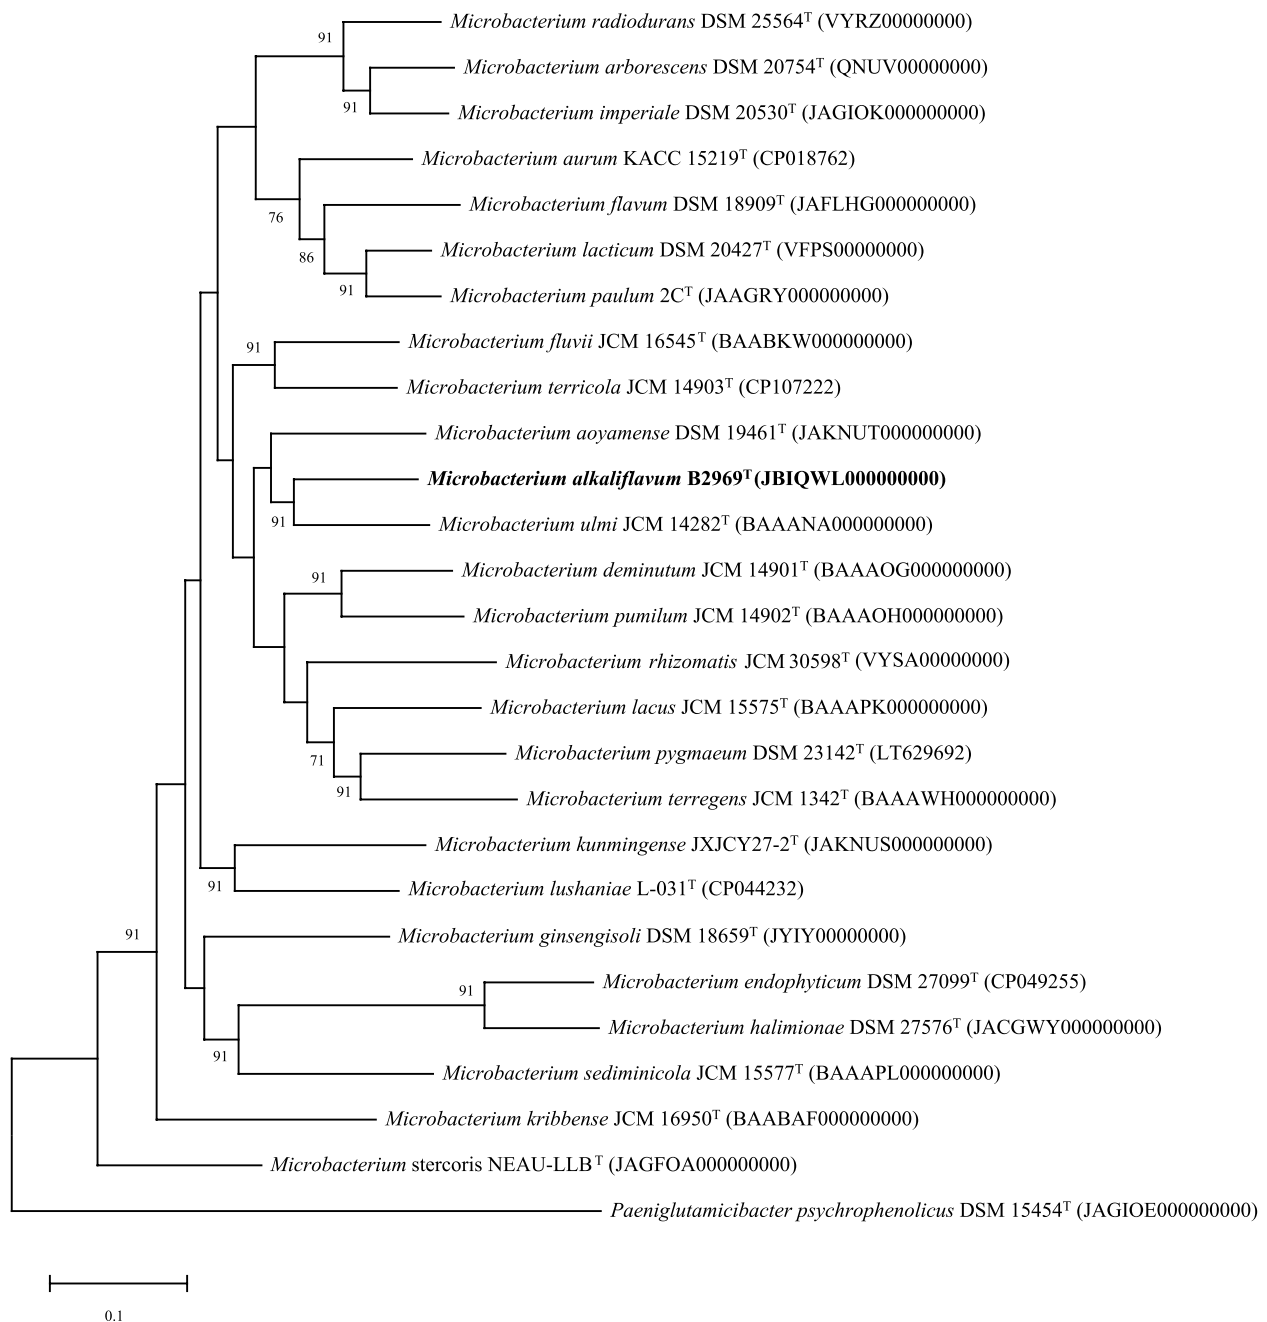 Microbacterium radiodurans DSM 25564ᵀ (VYRZ00000000)
91
Microbacterium arborescens DSM 20754ᵀ (QNUV00000000)
91
Microbacterium imperiale DSM 20530ᵀ (JAGIOK000000000)
Microbacterium aurum KACC 15219ᵀ (CP018762)
Microbacterium flavum DSM 18909ᵀ (JAFLHG000000000)
76
Microbacterium lacticum DSM 20427ᵀ (VFPS00000000)
86
91
Microbacterium paulum 2Cᵀ (JAAGRY000000000)
Microbacterium fluvii JCM 16545ᵀ (BAABKW000000000)
91
Microbacterium terricola JCM 14903ᵀ (CP107222)
Microbacterium aoyamense DSM 19461ᵀ (JAKNUT000000000)
Microbacterium alkaliflavum B2969ᵀ (JBIQWL000000000)
91
Microbacterium ulmi JCM 14282ᵀ (BAAANA000000000)
Microbacterium deminutum JCM 14901ᵀ (BAAAOG000000000)
91
Microbacterium pumilum JCM 14902ᵀ (BAAAOH000000000)
Microbacterium rhizomatis JCM 30598ᵀ (VYSA00000000)
Microbacterium lacus JCM 15575ᵀ (BAAAPK000000000)
Microbacterium pygmaeum DSM 23142ᵀ (LT629692)
71
91
Microbacterium terregens JCM 1342ᵀ (BAAAWH000000000)
Microbacterium kunmingense JXJCY27-2ᵀ (JAKNUS000000000)
91
Microbacterium lushaniae L-031ᵀ (CP044232)
91
Microbacterium ginsengisoli DSM 18659ᵀ (JYIY00000000)
Microbacterium endophyticum DSM 27099ᵀ (CP049255)
91
Microbacterium halimionae DSM 27576ᵀ (JACGWY000000000)
91
Microbacterium sediminicola JCM 15577ᵀ (BAAAPL000000000)
Microbacterium kribbense JCM 16950ᵀ (BAABAF000000000)
Microbacterium stercoris NEAU-LLBᵀ (JAGFOA000000000)
Paeniglutamicibacter psychrophenolicus DSM 15454ᵀ (JAGIOE000000000)
0.1